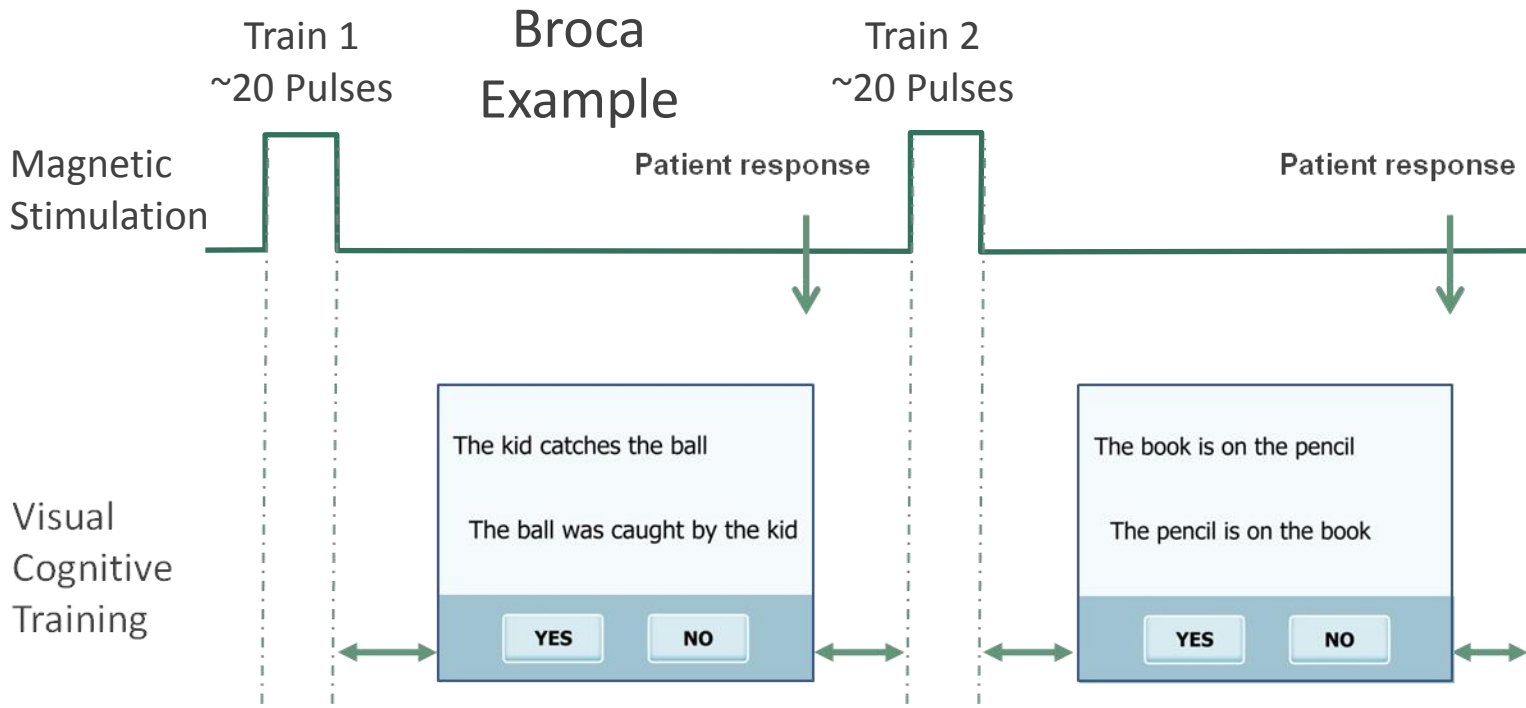 Train 1
~20 Pulses
Broca
Example
Train 2
~20 Pulses
Magnetic
Stimulation
Patient response
Patient response
Visual
Cognitive
Training
The kid catches the ball
The ball was caught by the kid
YES NO
The book is on the pencil
The pencil is on the book
YES NO